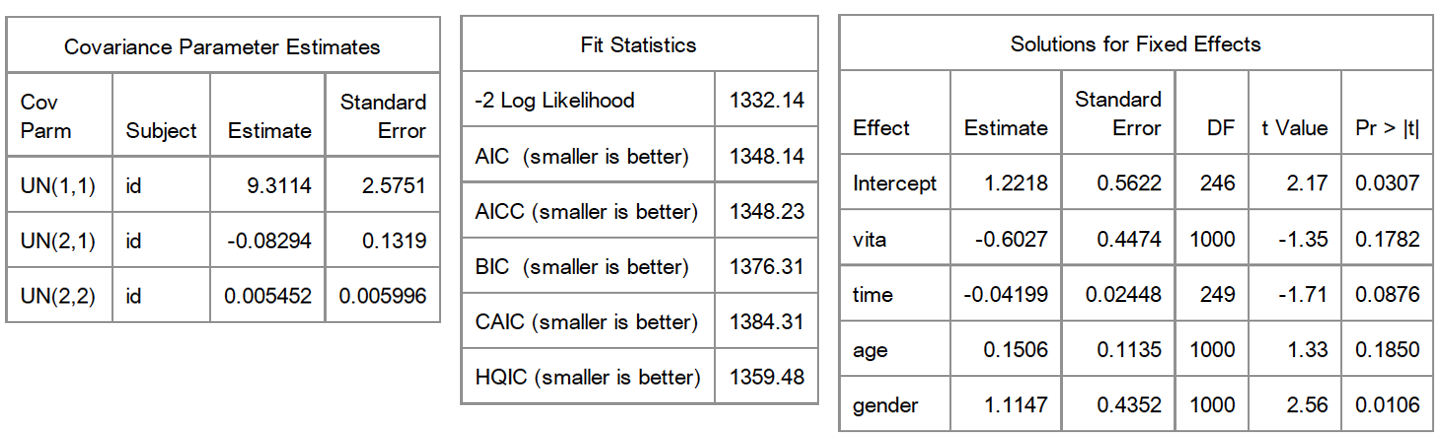 Covariance Parameter Estimates
Cov Parm Subject Estimate Standard Error
UN(1,1) id 9.3114 2.5751
UN(2,1) id -0.08294 0.1319
UN(2,2) id 0.005452 0.005996
Fit Statistics
-2 Log Likelihood 1332.14
AIC (smaller is better) 1348.14
AICC (smaller is better) 1348.23
BIC (smaller is better) 1376.31
CAIC (smaller is better) 1384.31
HQIC (smaller is better) 1359.48
Solutions for Fixed Effects
Effect Estimate Standard Error DF t Value Pr > |t|
Intercept 1.2218 0.5622 246 2.17 0.0307
vita -0.6027 0.4474 1000 -1.35 0.1782
time -0.04199 0.02448 249 -1.71 0.0876
age 0.1506 0.1135 1000 1.33 0.1850
gender 1.1147 0.4352 1000 2.56 0.0106